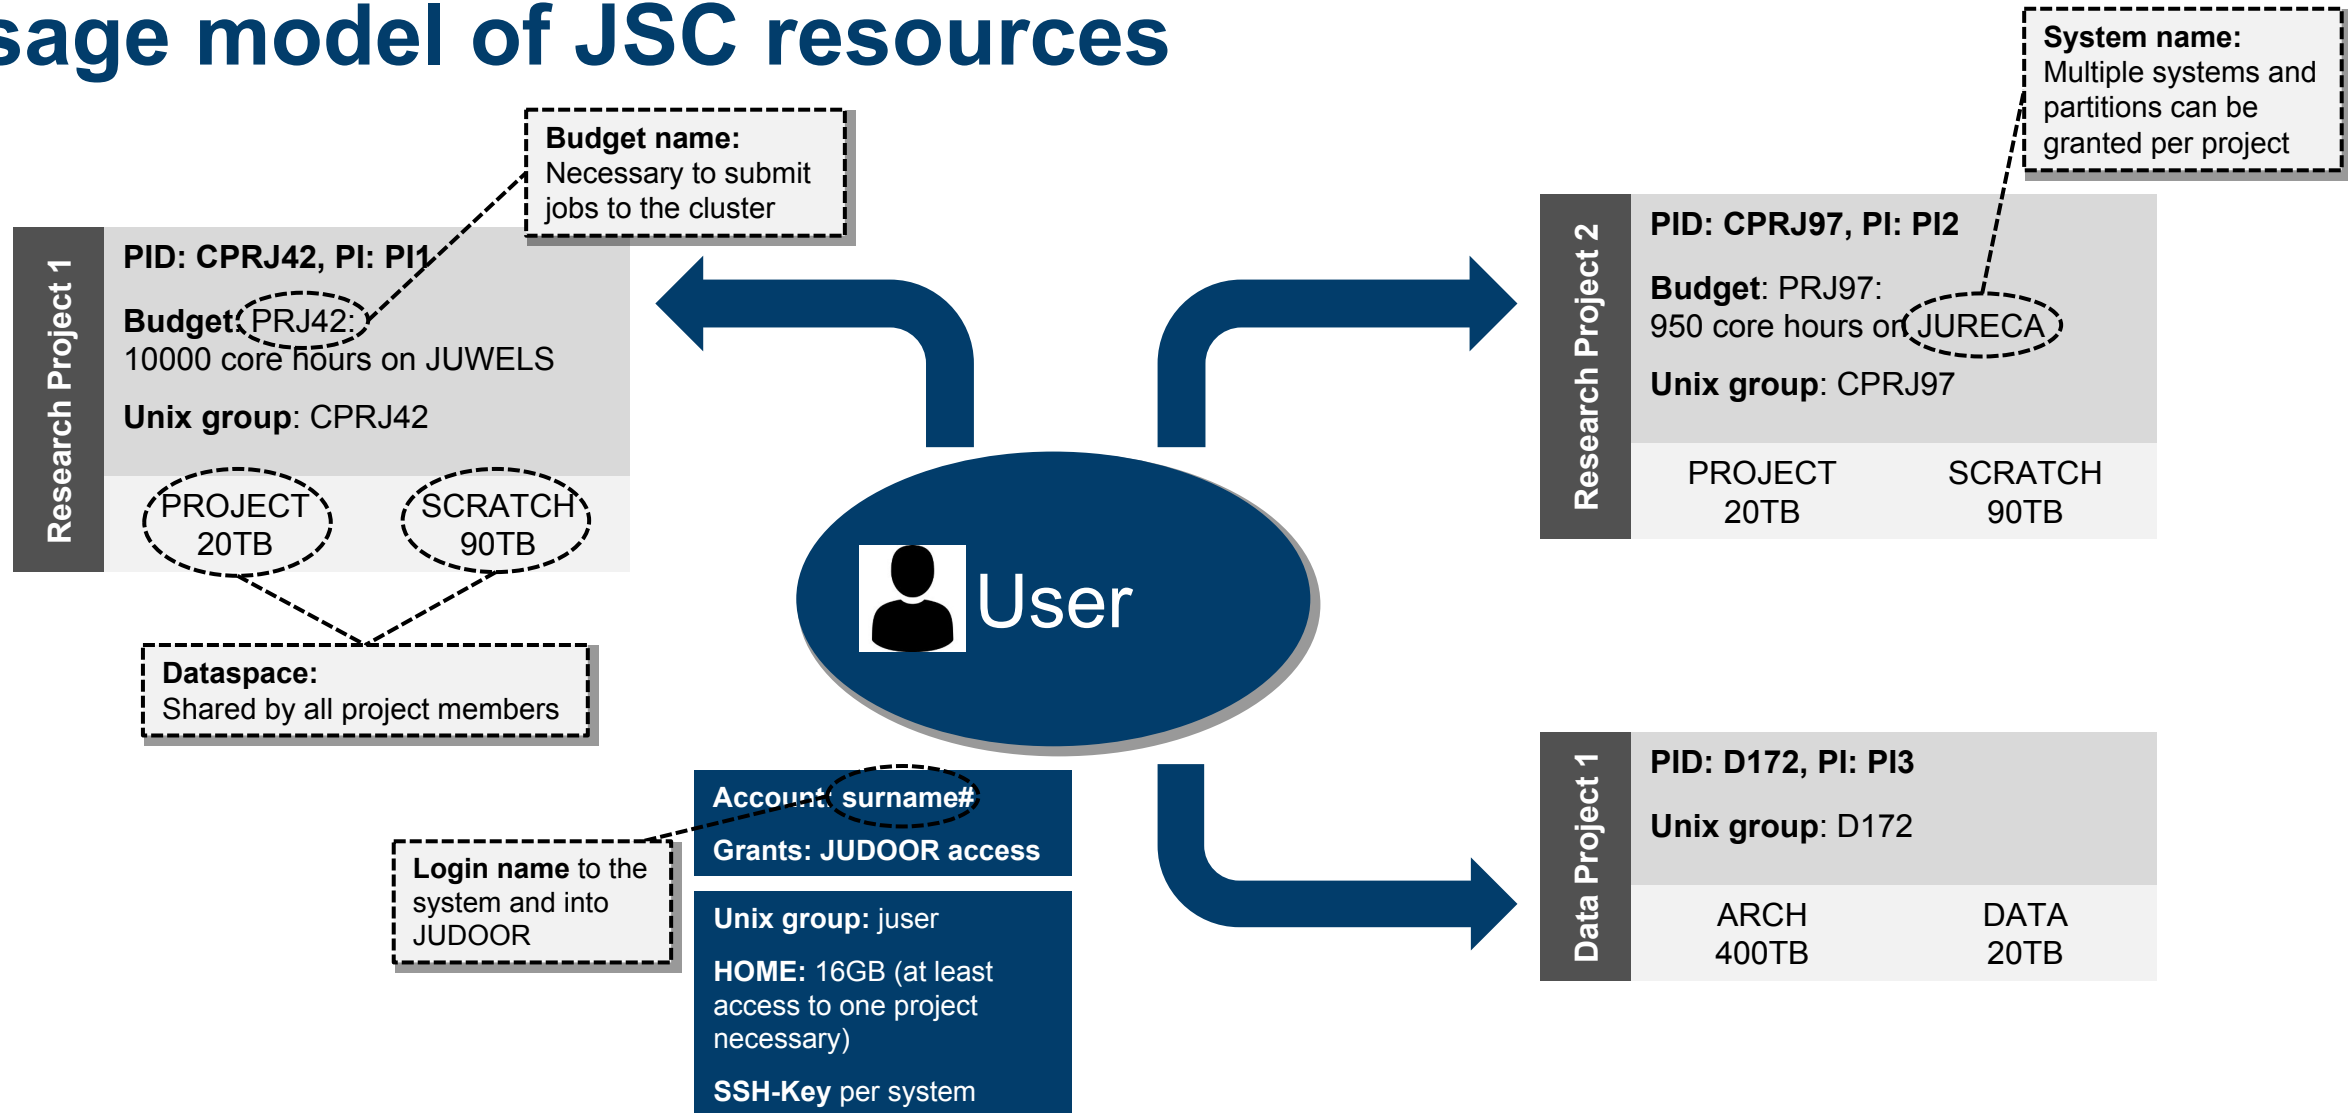 sage model of JSC resources
System name:
Multiple systems and
partitions can be
granted per project
Budget name:
Necessary to submit
jobs to the cluster
Research Project 1
PID: CPRJ42, PI: PI1
Budget: PRJ42:
10000 core hours on JUWELS
Unix group: CPRJ42
PROJECT
20TB
SCRATCH
90TB
Dataspace:
Shared by all project members
Research Project 2
PID: CPRJ97, PI: PI2
Budget: PRJ97:
950 core hours on JURECA
Unix group: CPRJ97
PROJECT
20TB
SCRATCH
90TB
User
Account: surname#
Grants: JUDOOR access
Login name to the
system and into
JUDOOR
Unix group: juser
HOME: 16GB (at least
access to one project
necessary)
SSH-Key per system
Data Project 1
PID: D172, PI: PI3
Unix group: D172
ARCH
400TB
DATA
20TB